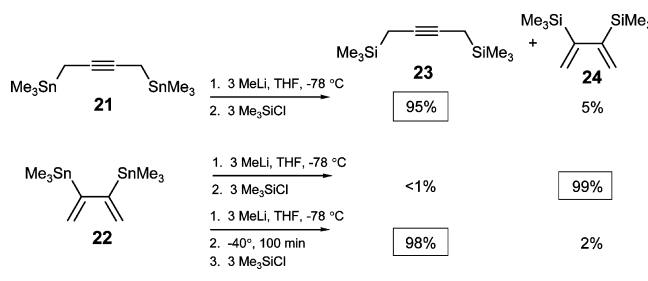 Me3Si SiMe3
Me3Si SiMe3 +
23 24
Me3Sn SiMe3
Me3Sn SnMe3
21
1. 3 MeLi, THF, -78 °C
2. 3 Me3SiCl
95% 5%
Me3Sn SnMe3
22
1. 3 MeLi, THF, -78 °C
2. 3 Me3SiCl
<1% 99%
1. 3 MeLi, THF, -78 °C
2. -40°, 100 min
3. 3 Me3SiCl
98% 2%